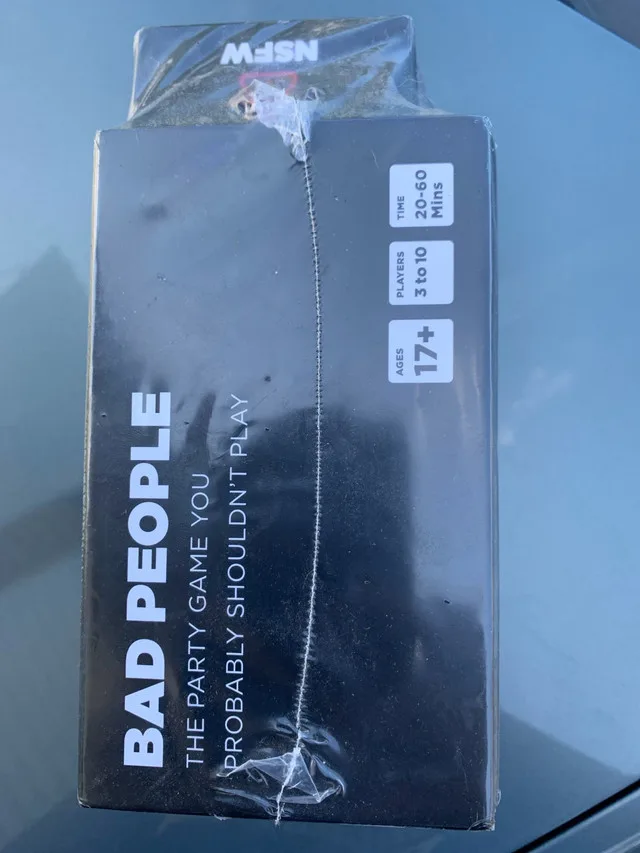 NSFW
BAD PEOPLE
THE PARTY GAME YOU
PROBABLY SHOULDN'T PLAY
AGES
17+
PLAYERS
3 to 10
TIME
20-60
Mins